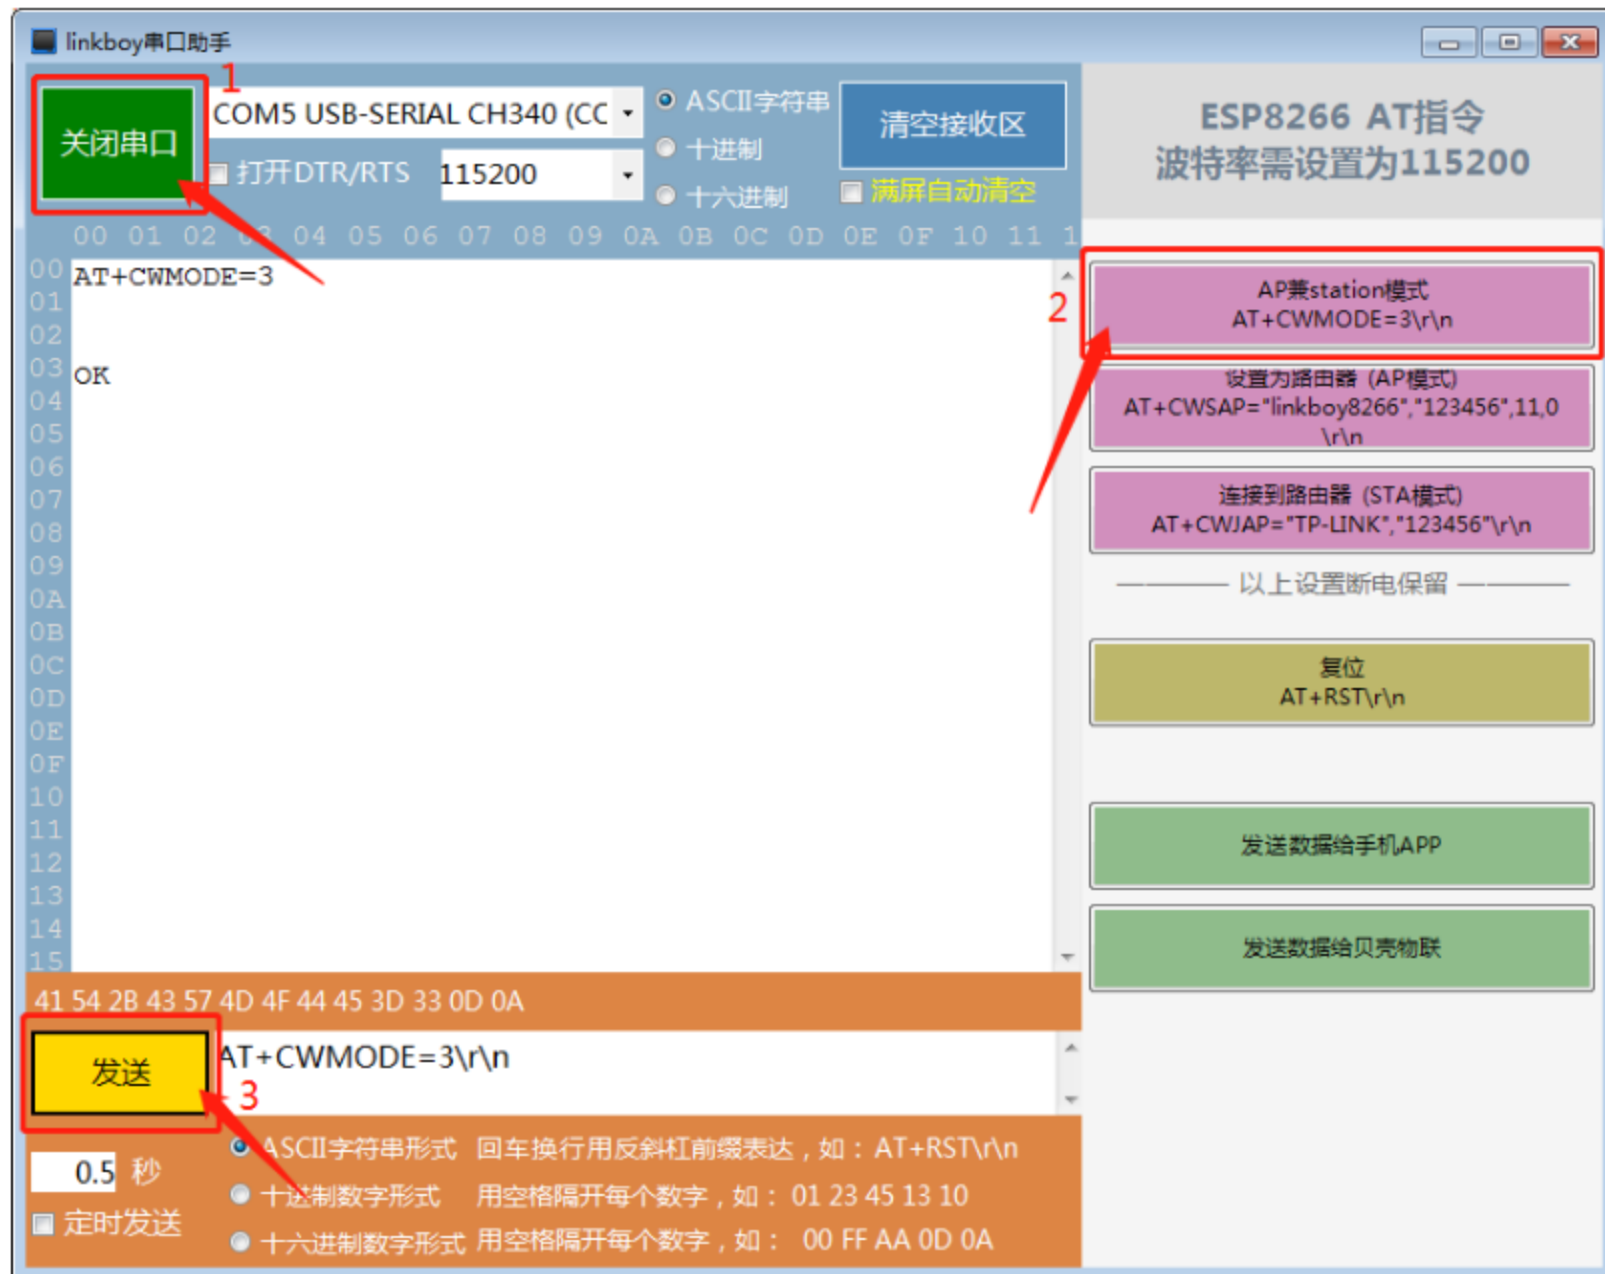 linkboy串口助手
1
关闭串口
COM5 USB-SERIAL CH340 (CC
打开DTR/RTS
115200
ASCII字符串
十进制
十六进制
清空接收区
满屏自动清空
ESP8266 AT指令
波特率需设置为115200
00 01 02 03 04 05 06 07 08 09 0A 0B 0C 0D 0E 0F 10 11 1
00
01
02
03
04
05
06
07
08
09
0A
0B
0C
0D
0E
0F
10
11
12
13
14
15
AT+CWMODE=3
OK
2
AP兼station模式
AT+CWMODE=3\r\n
设置为路由器 (AP模式)
AT+CWSAP="linkboy8266","123456",11,0
\r\n
连接到路由器 (STA模式)
AT+CWJAP="TP-LINK","123456"\r\n
以上设置断电保留
复位
AT+RST\r\n
发送数据给手机APP
发送数据给贝壳物联
41 54 2B 43 57 4D 4F 44 45 3D 33 0D 0A
发送
AT+CWMODE=3\r\n
3
0.5 秒
定时发送
ASCII字符串形式 回车换行用反斜杠前缀表达，如：AT+RST\r\n
十进制数字形式 用空格隔开每个数字，如： 01 23 45 13 10
十六进制数字形式 用空格隔开每个数字，如： 00 FF AA 0D 0A